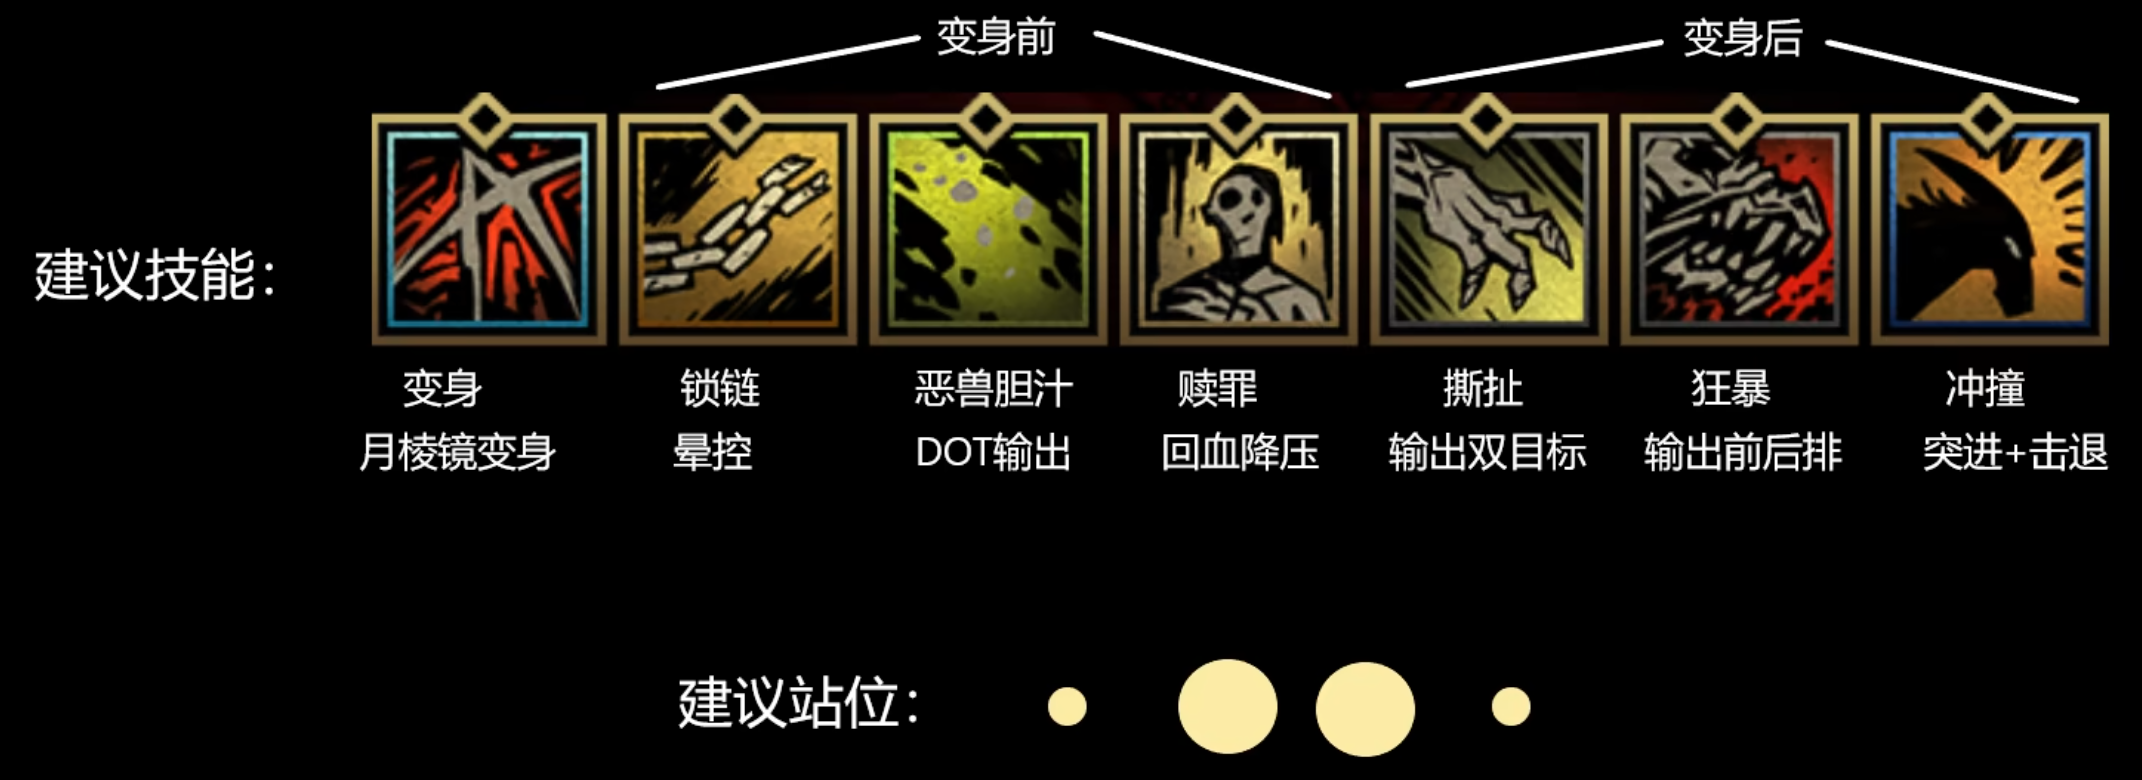 变身前
变身后
建议技能：
变身
锁链
恶兽胆汁
赎罪
撕扯
狂暴
冲撞
月棱镜变身
晕控
DOT输出
回血降压
输出双目标
输出前后排
突进+击退
建议站位：